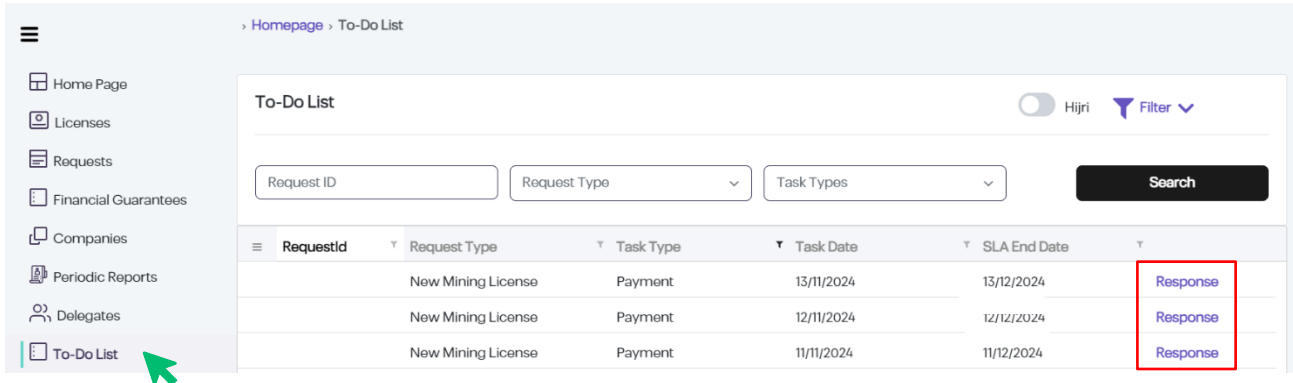 › Homepage › To-Do List
Home Page
Licenses
Requests
Financial Guarantees
Companies
Periodic Reports
Delegates
To-Do List
To-Do List
Hijri
Filter
Request ID
Request Type
Task Types
Search
RequestId Request Type Task Type Task Date SLA End Date
New Mining License Payment 13/11/2024 13/12/2024 Response
New Mining License Payment 12/11/2024 12/12/2024 Response
New Mining License Payment 11/11/2024 11/12/2024 Response